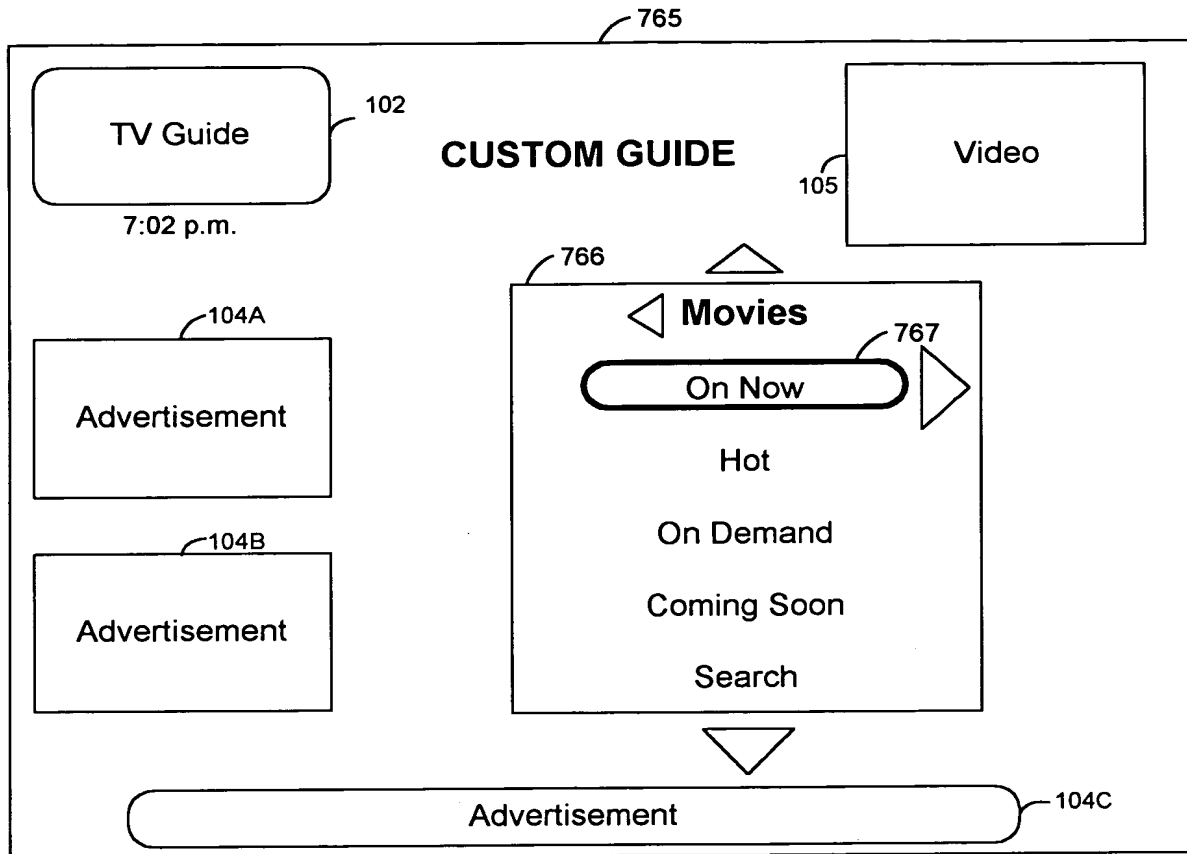 765
TV Guide
102
CUSTOM GUIDE
Video
105
7:02 p.m.
766
Movies
767
On Now
Hot
On Demand
Coming Soon
Search
104A
Advertisement
104B
Advertisement
Advertisement
104C